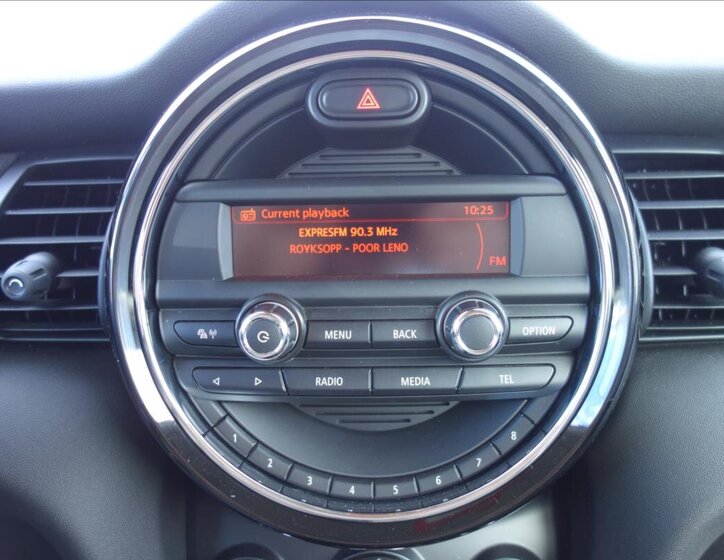 Current playback 10:25
EXPRESFM 90.3 MHz
ROYKSOPP - POOR LENO
FM
MENU BACK OPTION
RADIO MEDIA TEL
1 2 3 4 5 6 7 8